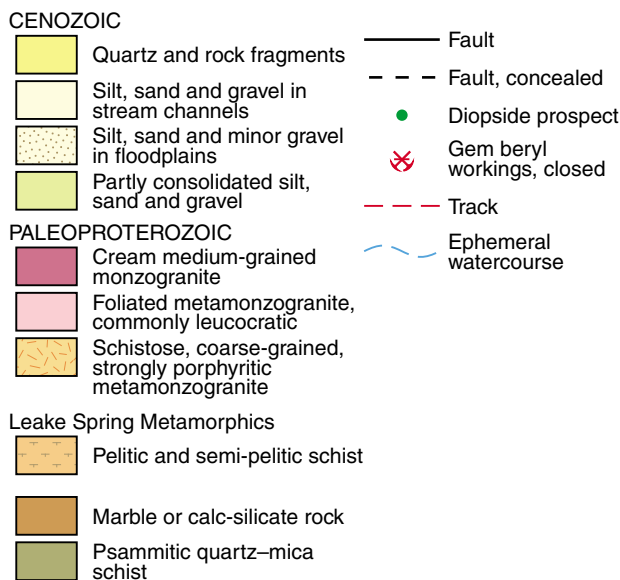 CENOZOIC
Quartz and rock fragments
Silt, sand and gravel in
stream channels
Silt, sand and minor gravel
in floodplains
Partly consolidated silt,
sand and gravel
PALEOPROTEROZOIC
Cream medium-grained
monzogranite
Foliated metamonzogranite,
commonly leucocratic
Schistose, coarse-grained,
strongly porphyritic
metamonzogranite
Leake Spring Metamorphics
Pelitic and semi-pelitic schist
Marble or calc-silicate rock
Psammitic quartz–mica
schist
Fault
Fault, concealed
Diopside prospect
Gem beryl
workings, closed
Track
Ephemeral
watercourse